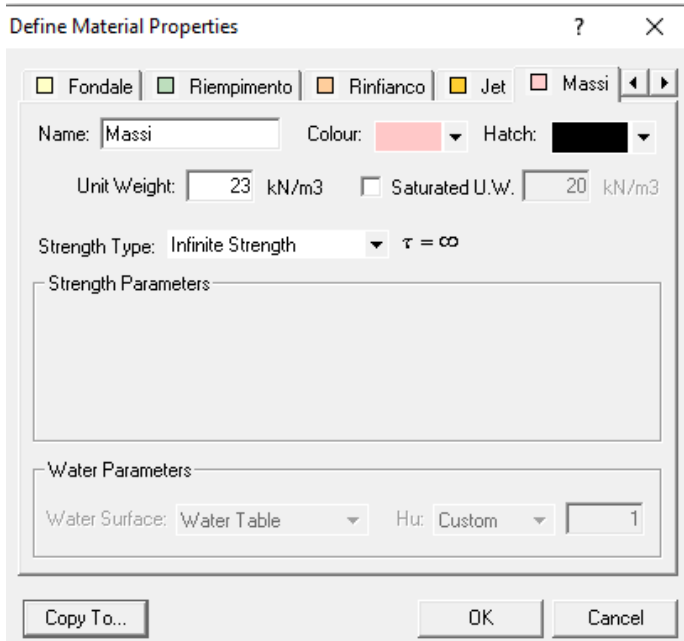 Define Material Properties ? X
Fondale Riempimento Rinfianco Jet Massi
Name: Massi Colour: Hatch:
Unit Weight: 23 kN/m3 Saturated U.W. 20 kN/m3
Strength Type: Infinite Strength τ = ∞
Strength Parameters
Water Parameters
Water Surface: Water Table Hu: Custom 1
Copy To... OK Cancel